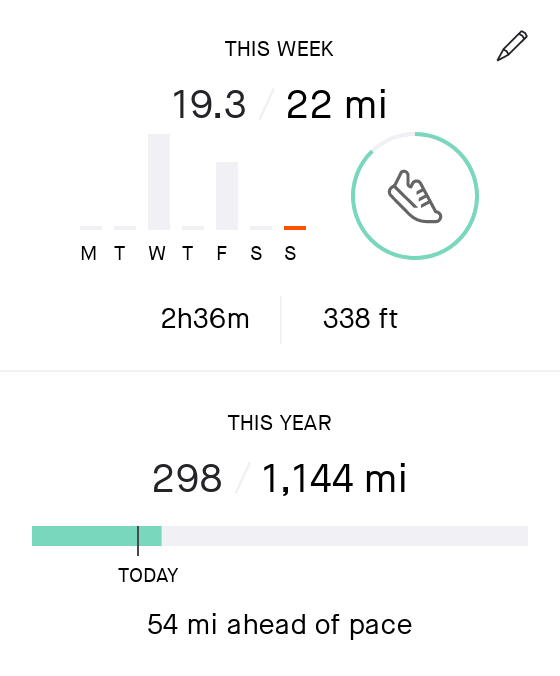 THIS WEEK
19.3 / 22 mi
M T W T F S S
2h36m 338 ft
THIS YEAR
298 / 1,144 mi
TODAY
54 mi ahead of pace